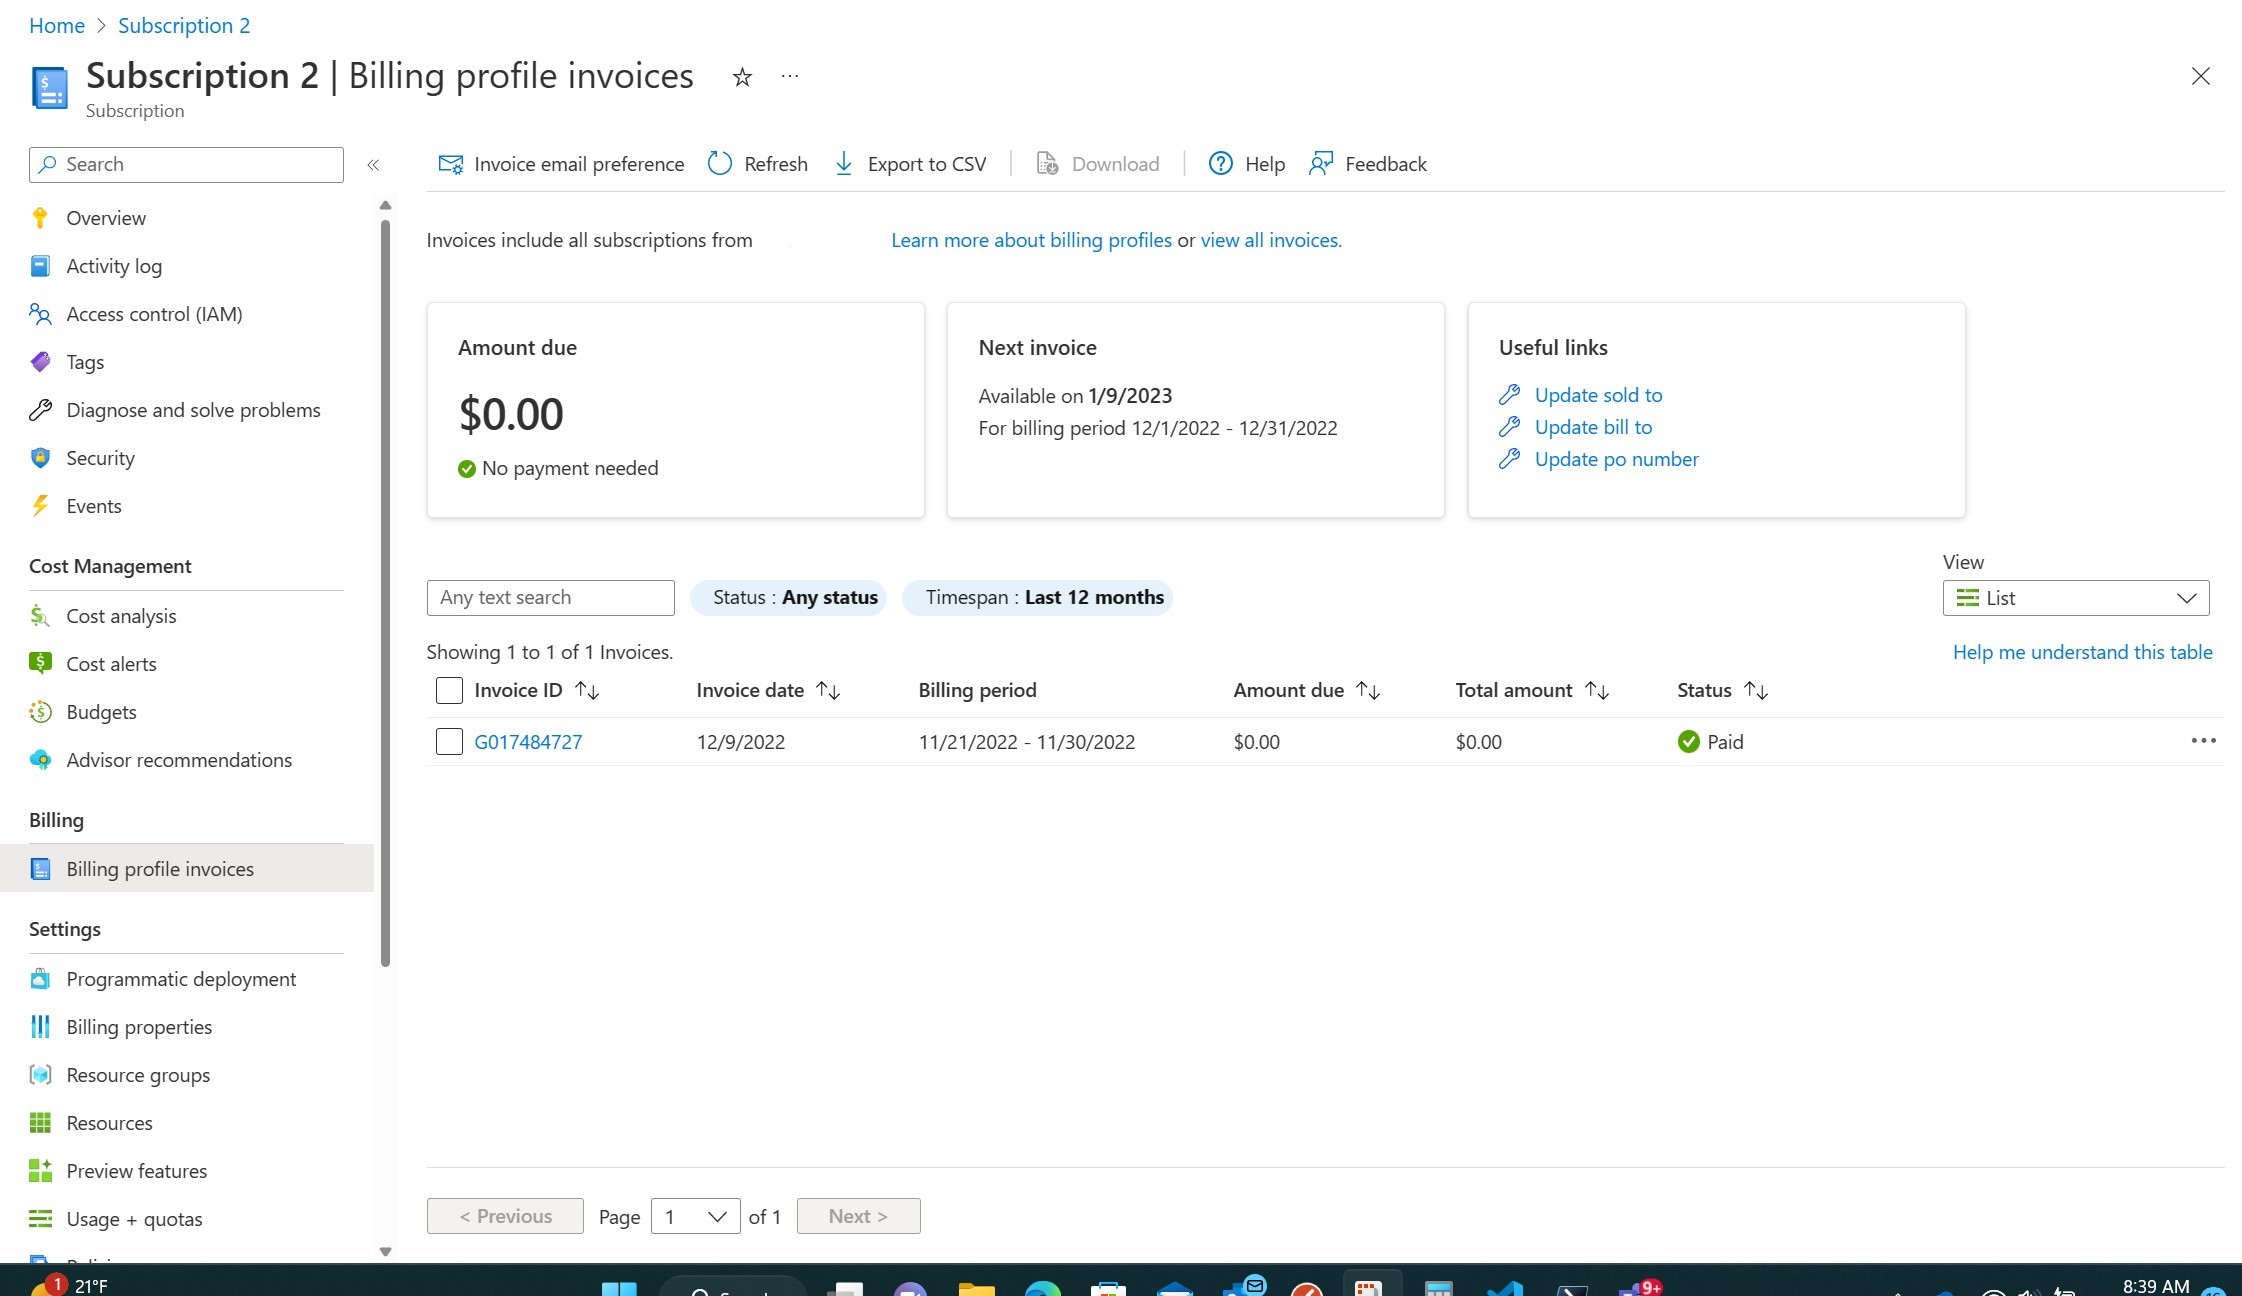 Home > Subscription 2
Subscription 2 | Billing profile invoices
Subscription
Search
Overview
Activity log
Access control (IAM)
Tags
Diagnose and solve problems
Security
Events
Cost Management
Cost analysis
Cost alerts
Budgets
Advisor recommendations
Billing
Billing profile invoices
Settings
Programmatic deployment
Billing properties
Resource groups
Resources
Preview features
Usage + quotas
Invoice email preference Refresh Export to CSV Download Help Feedback
Invoices include all subscriptions from Learn more about billing profiles or view all invoices.
Amount due
$0.00
No payment needed
Next invoice
Available on 1/9/2023
For billing period 12/1/2022 - 12/31/2022
Useful links
Update sold to
Update bill to
Update po number
View
Any text search Status : Any status Timespan : Last 12 months List
Showing 1 to 1 of 1 Invoices. Help me understand this table
Invoice ID Invoice date Billing period Amount due Total amount Status
G017484727 12/9/2022 11/21/2022 - 11/30/2022 $0.00 $0.00 Paid
< Previous Page 1 of 1 Next >
1 21°F 9+ 8:39 AM